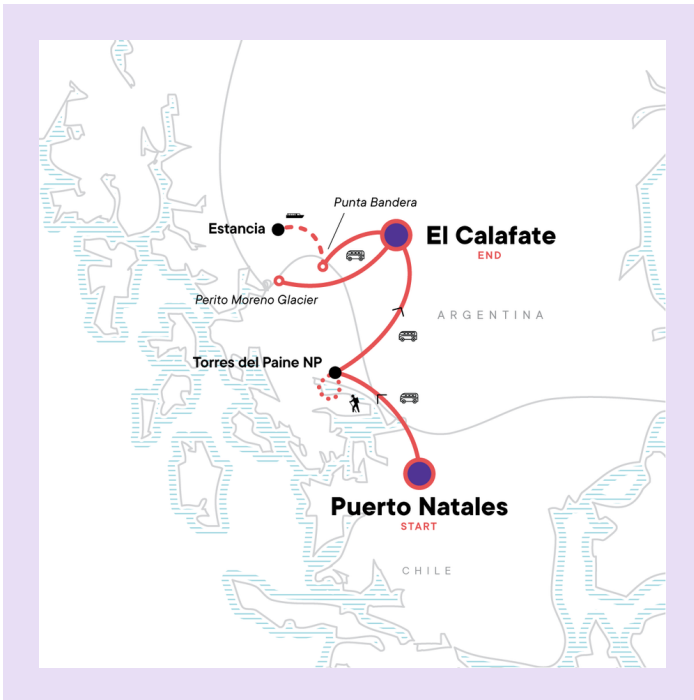 Punta Bandera
Estancia
El Calafate
END
Perito Moreno Glacier
ARGENTINA
Torres del Paine NP
Puerto Natales
START
CHILE